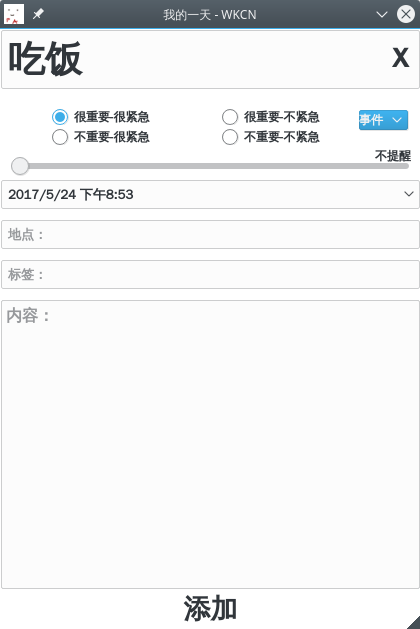 我的一天 - WKCN
吃饭 X
很重要-很紧急 很重要-不紧急 事件
不重要-很紧急 不重要-不紧急
不提醒
2017/5/24 下午8:53
地点：
标签：
内容：
添加